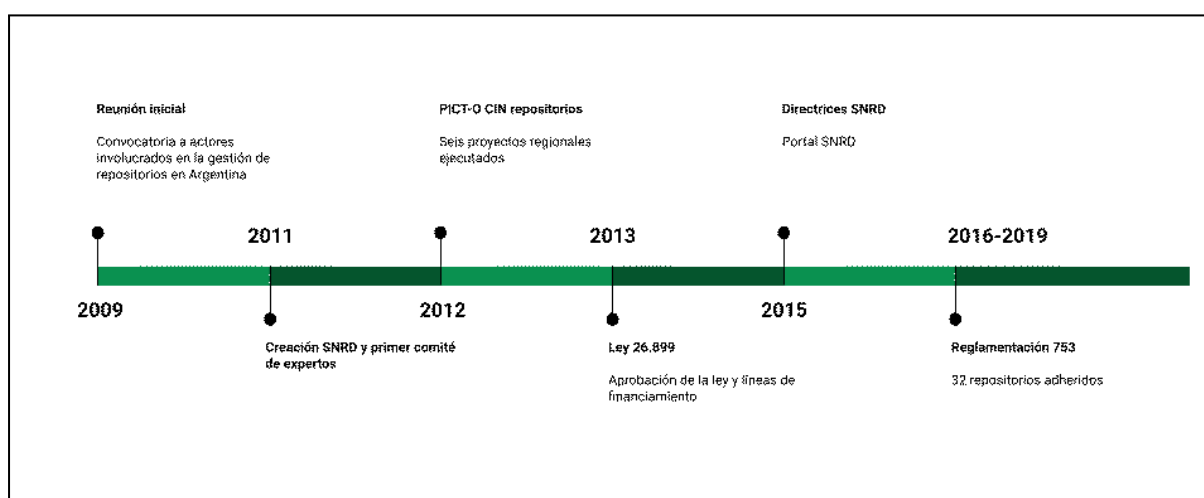 Reunión inicial
Convocatoria a actores
involucrados en la gestión de
repositorios en Argentina
PICT-O CIN repositorios
Seis proyectos regionales
ejecutados
Directrices SNRD
Portal SNRD
2011
2013
2016-2019
2009
2012
2015
Creación SNRD y primer comité
de expertos
Ley 26.899
Aprobación de la ley y líneas de
financiamiento
Reglamentación 753
32 repositorios adheridos